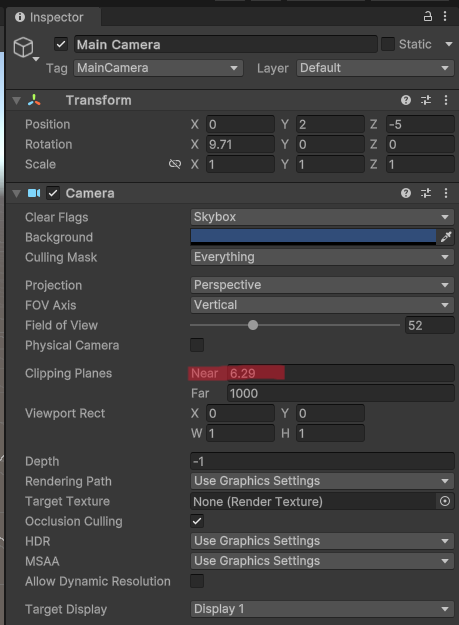 Inspector
Main Camera Static
Tag MainCamera Layer Default
Transform
Position X 0 Y 2 Z -5
Rotation X 9.71 Y 0 Z 0
Scale X 1 Y 1 Z 1
Camera
Clear Flags Skybox
Background
Culling Mask Everything
Projection Perspective
FOV Axis Vertical
Field of View 52
Physical Camera
Clipping Planes Near 6.29
Far 1000
Viewport Rect X 0 Y 0
W 1 H 1
Depth -1
Rendering Path Use Graphics Settings
Target Texture None (Render Texture)
Occlusion Culling
HDR Use Graphics Settings
MSAA Use Graphics Settings
Allow Dynamic Resolution
Target Display Display 1